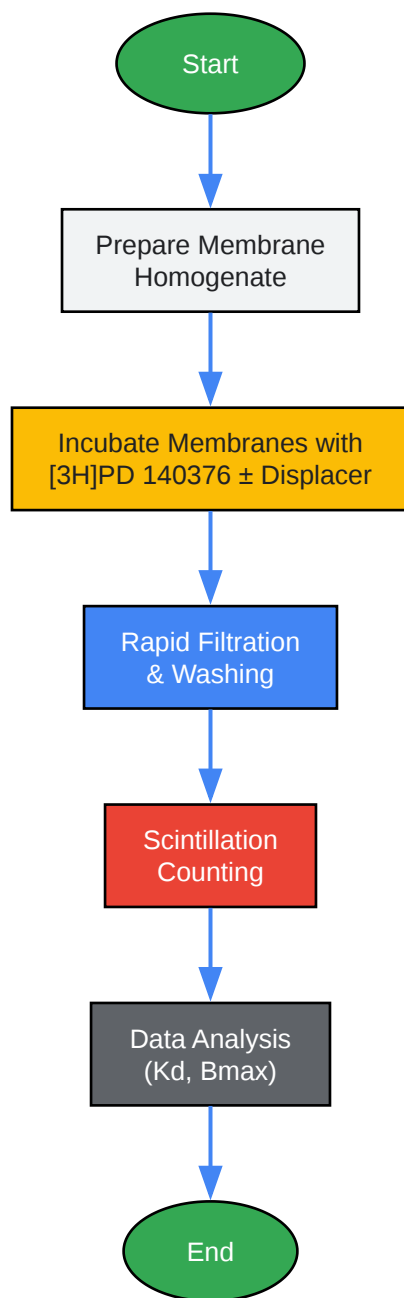 Start
Prepare Membrane
Homogenate
Incubate Membranes with
[3H]PD 140376 ± Displacer
Rapid Filtration
& Washing
Scintillation
Counting
Data Analysis
(Kd, Bmax)
End